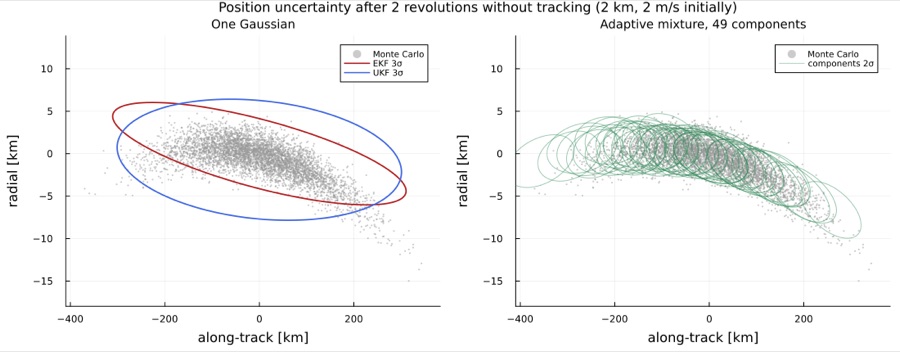 Position uncertainty after 2 revolutions without tracking (2 km, 2 m/s initially)
One Gaussian
Monte Carlo
EKF 3σ
UKF 3σ
10
5
0
−5
−10
−15
radial [km]
−400
−200
0
200
along-track [km]
Adaptive mixture, 49 components
Monte Carlo
components 2σ
10
5
0
−5
−10
−15
radial [km]
−400
−200
0
200
along-track [km]